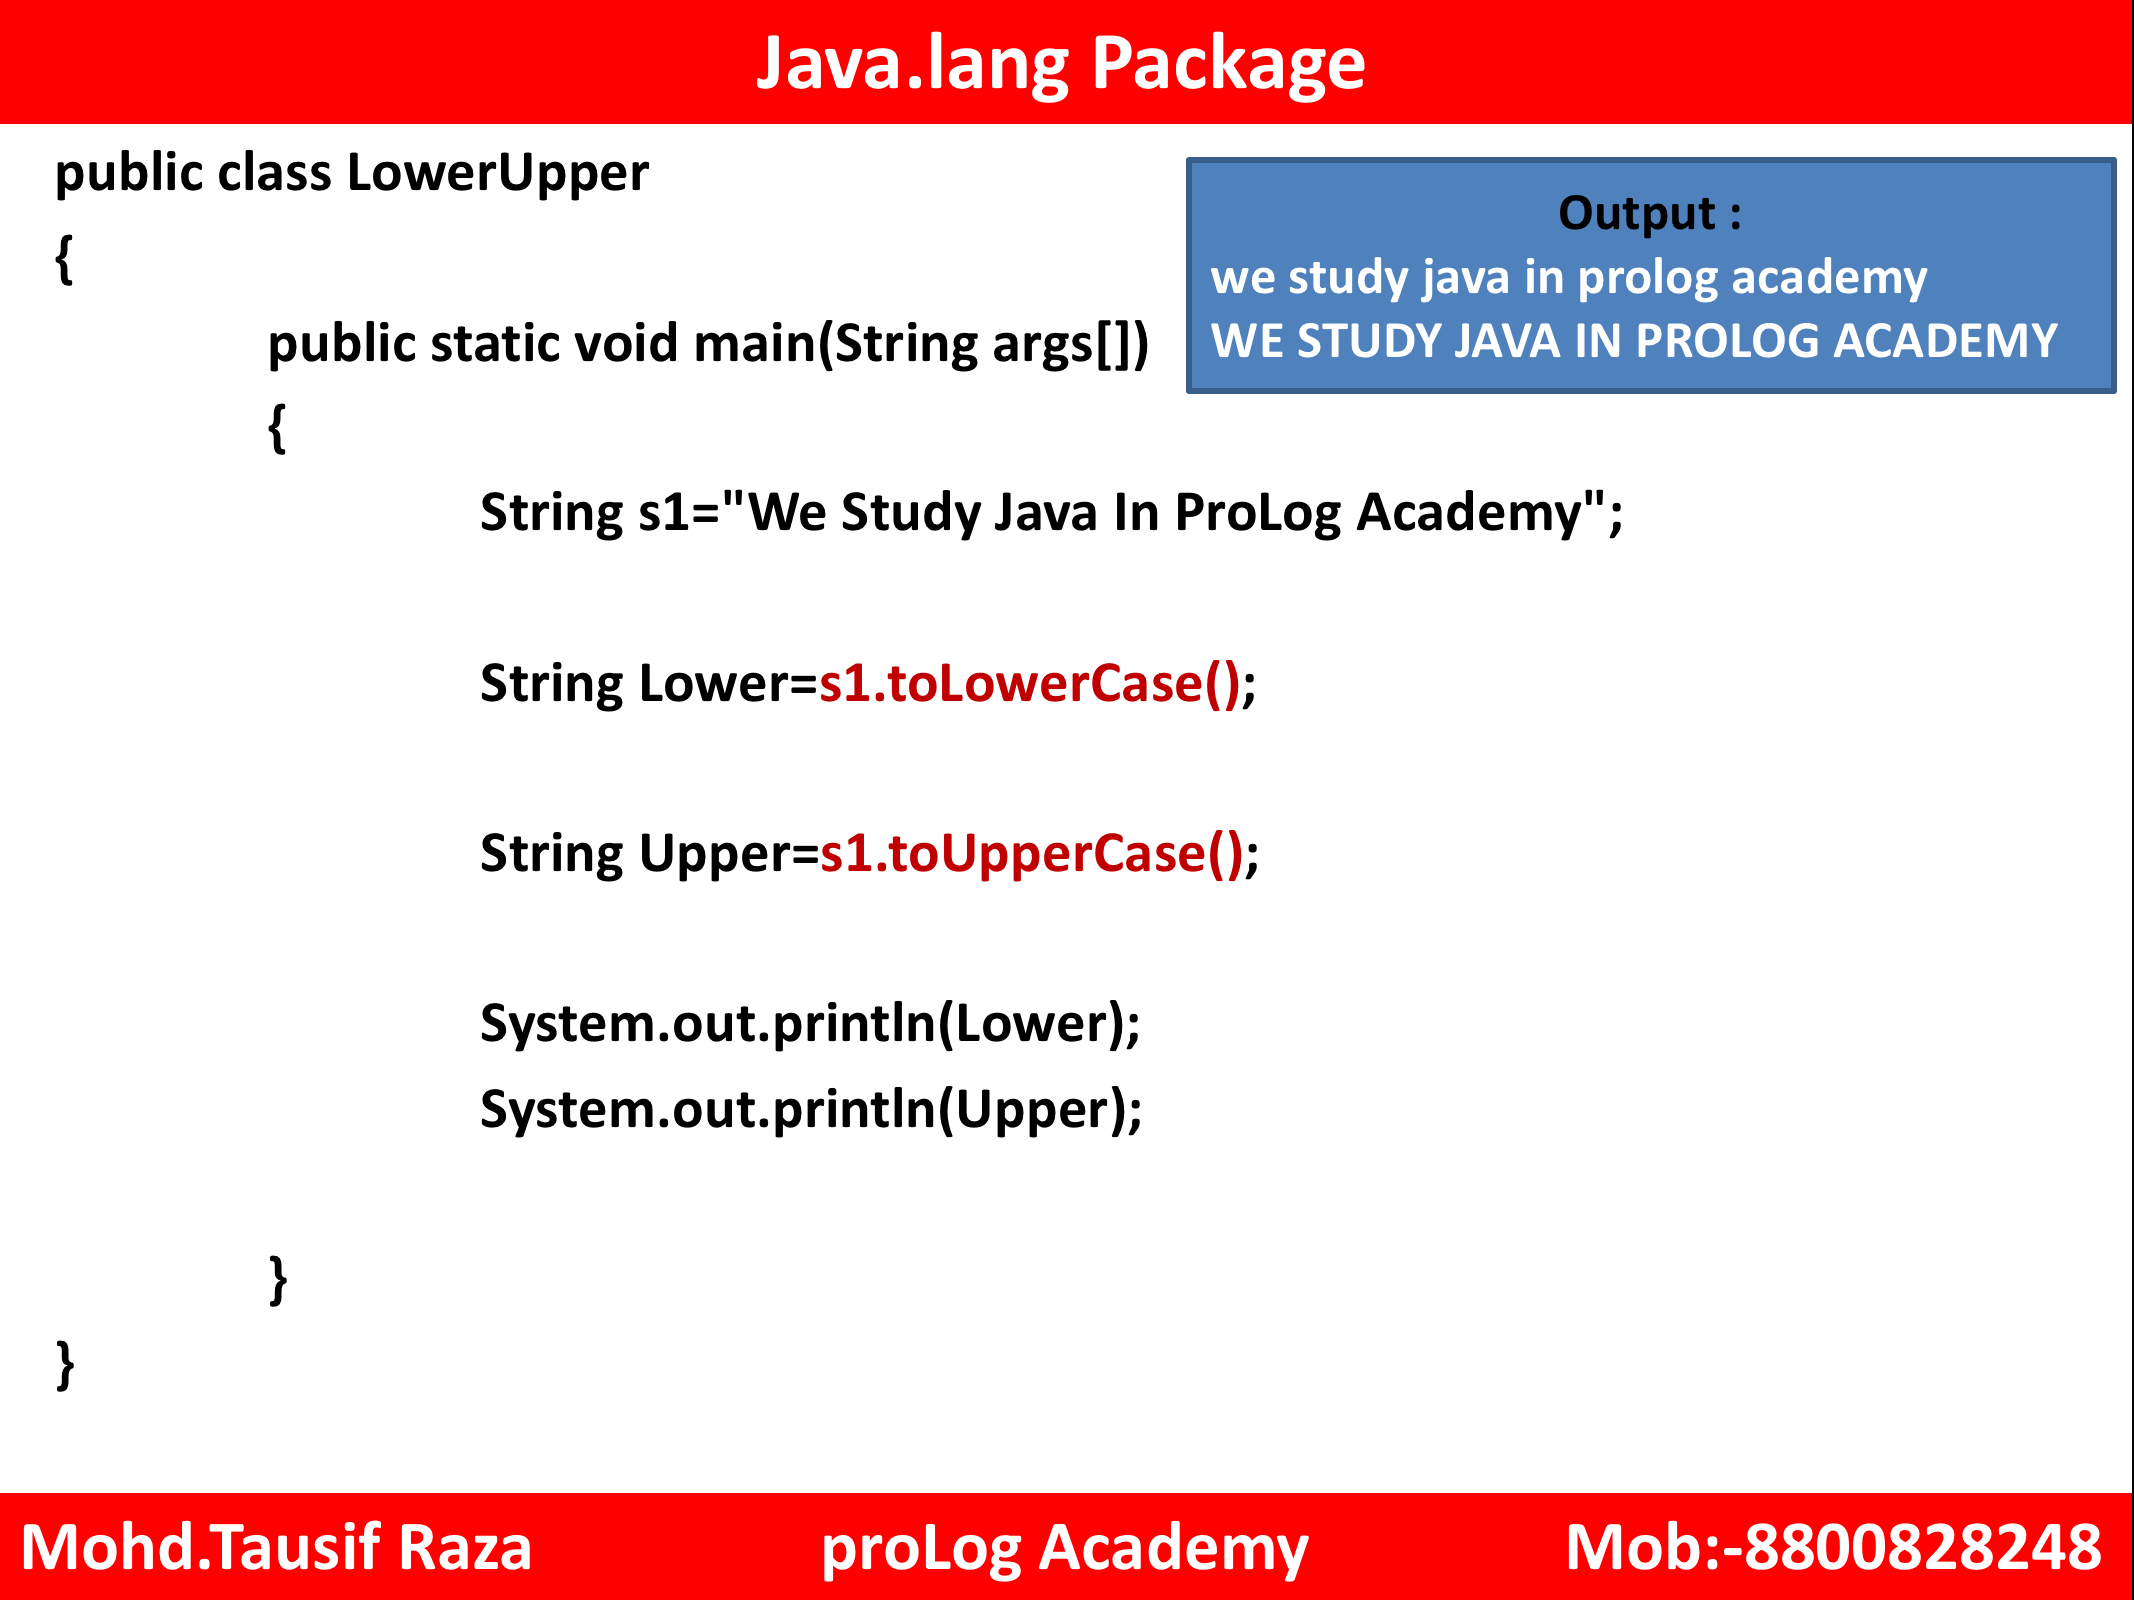 Java.lang Package
public class LowerUpper
{
public static void main(String args[])
{
String s1="We Study Java In ProLog Academy";
String Lower=s1.toLowerCase();
String Upper=s1.toUpperCase();
System.out.println(Lower);
System.out.println(Upper);
}
}
Output :
we study java in prolog academy
WE STUDY JAVA IN PROLOG ACADEMY
Mohd.Tausif Raza proLog Academy Mob:-8800828248